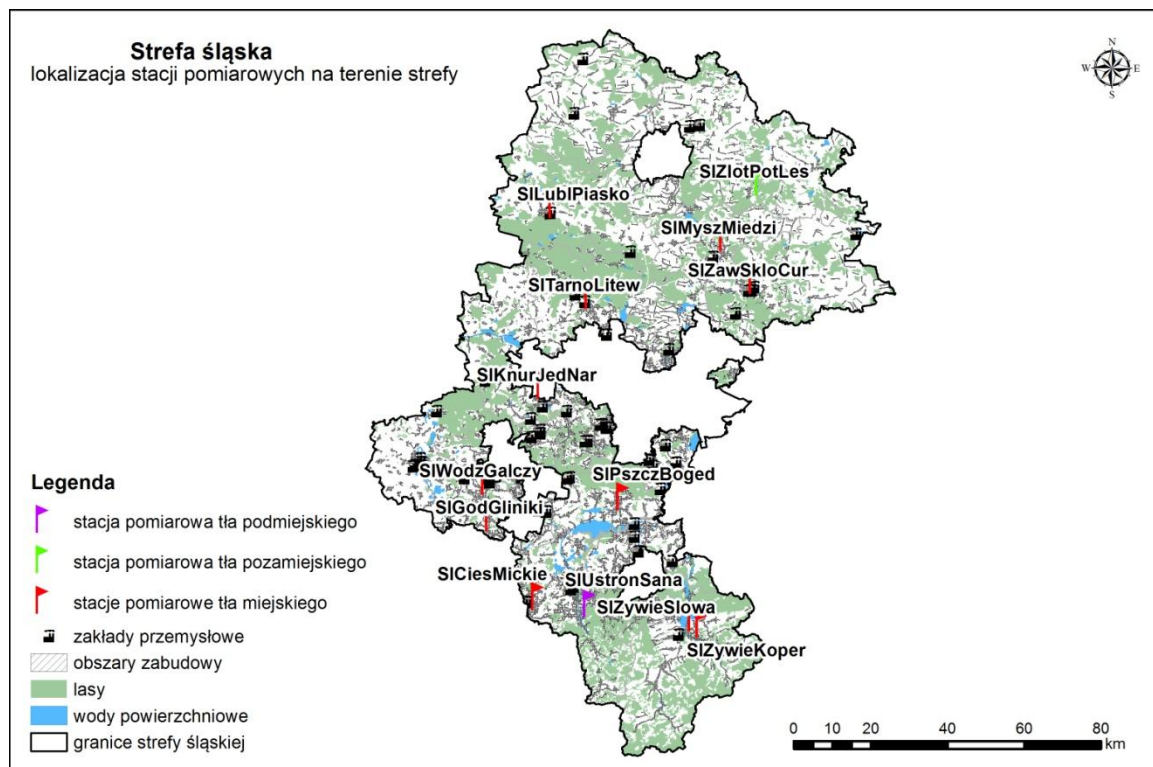 Strefa śląska
lokalizacja stacji pomiarowych na terenie strefy
N
W
E
S
SlZlotPotLes
SlLublPiasko
SlMyszMiedzi
SlZawSkloCur
SlTarnoLitew
SlKnurJedNar
SlWodzGalczy
SlPszczBoged
SlGodGliniki
SlCiesMickie
SlUstronSana
SlZywieSlowa
SlZywieKoper
Legenda
stacja pomiarowa tła podmiejskiego
stacja pomiarowa tła pozamiejskiego
stacje pomiarowe tła miejskiego
zakłady przemysłowe
obszary zabudowy
lasy
wody powierzchniowe
granice strefy śląskiej
0 10 20 40 60 80
km